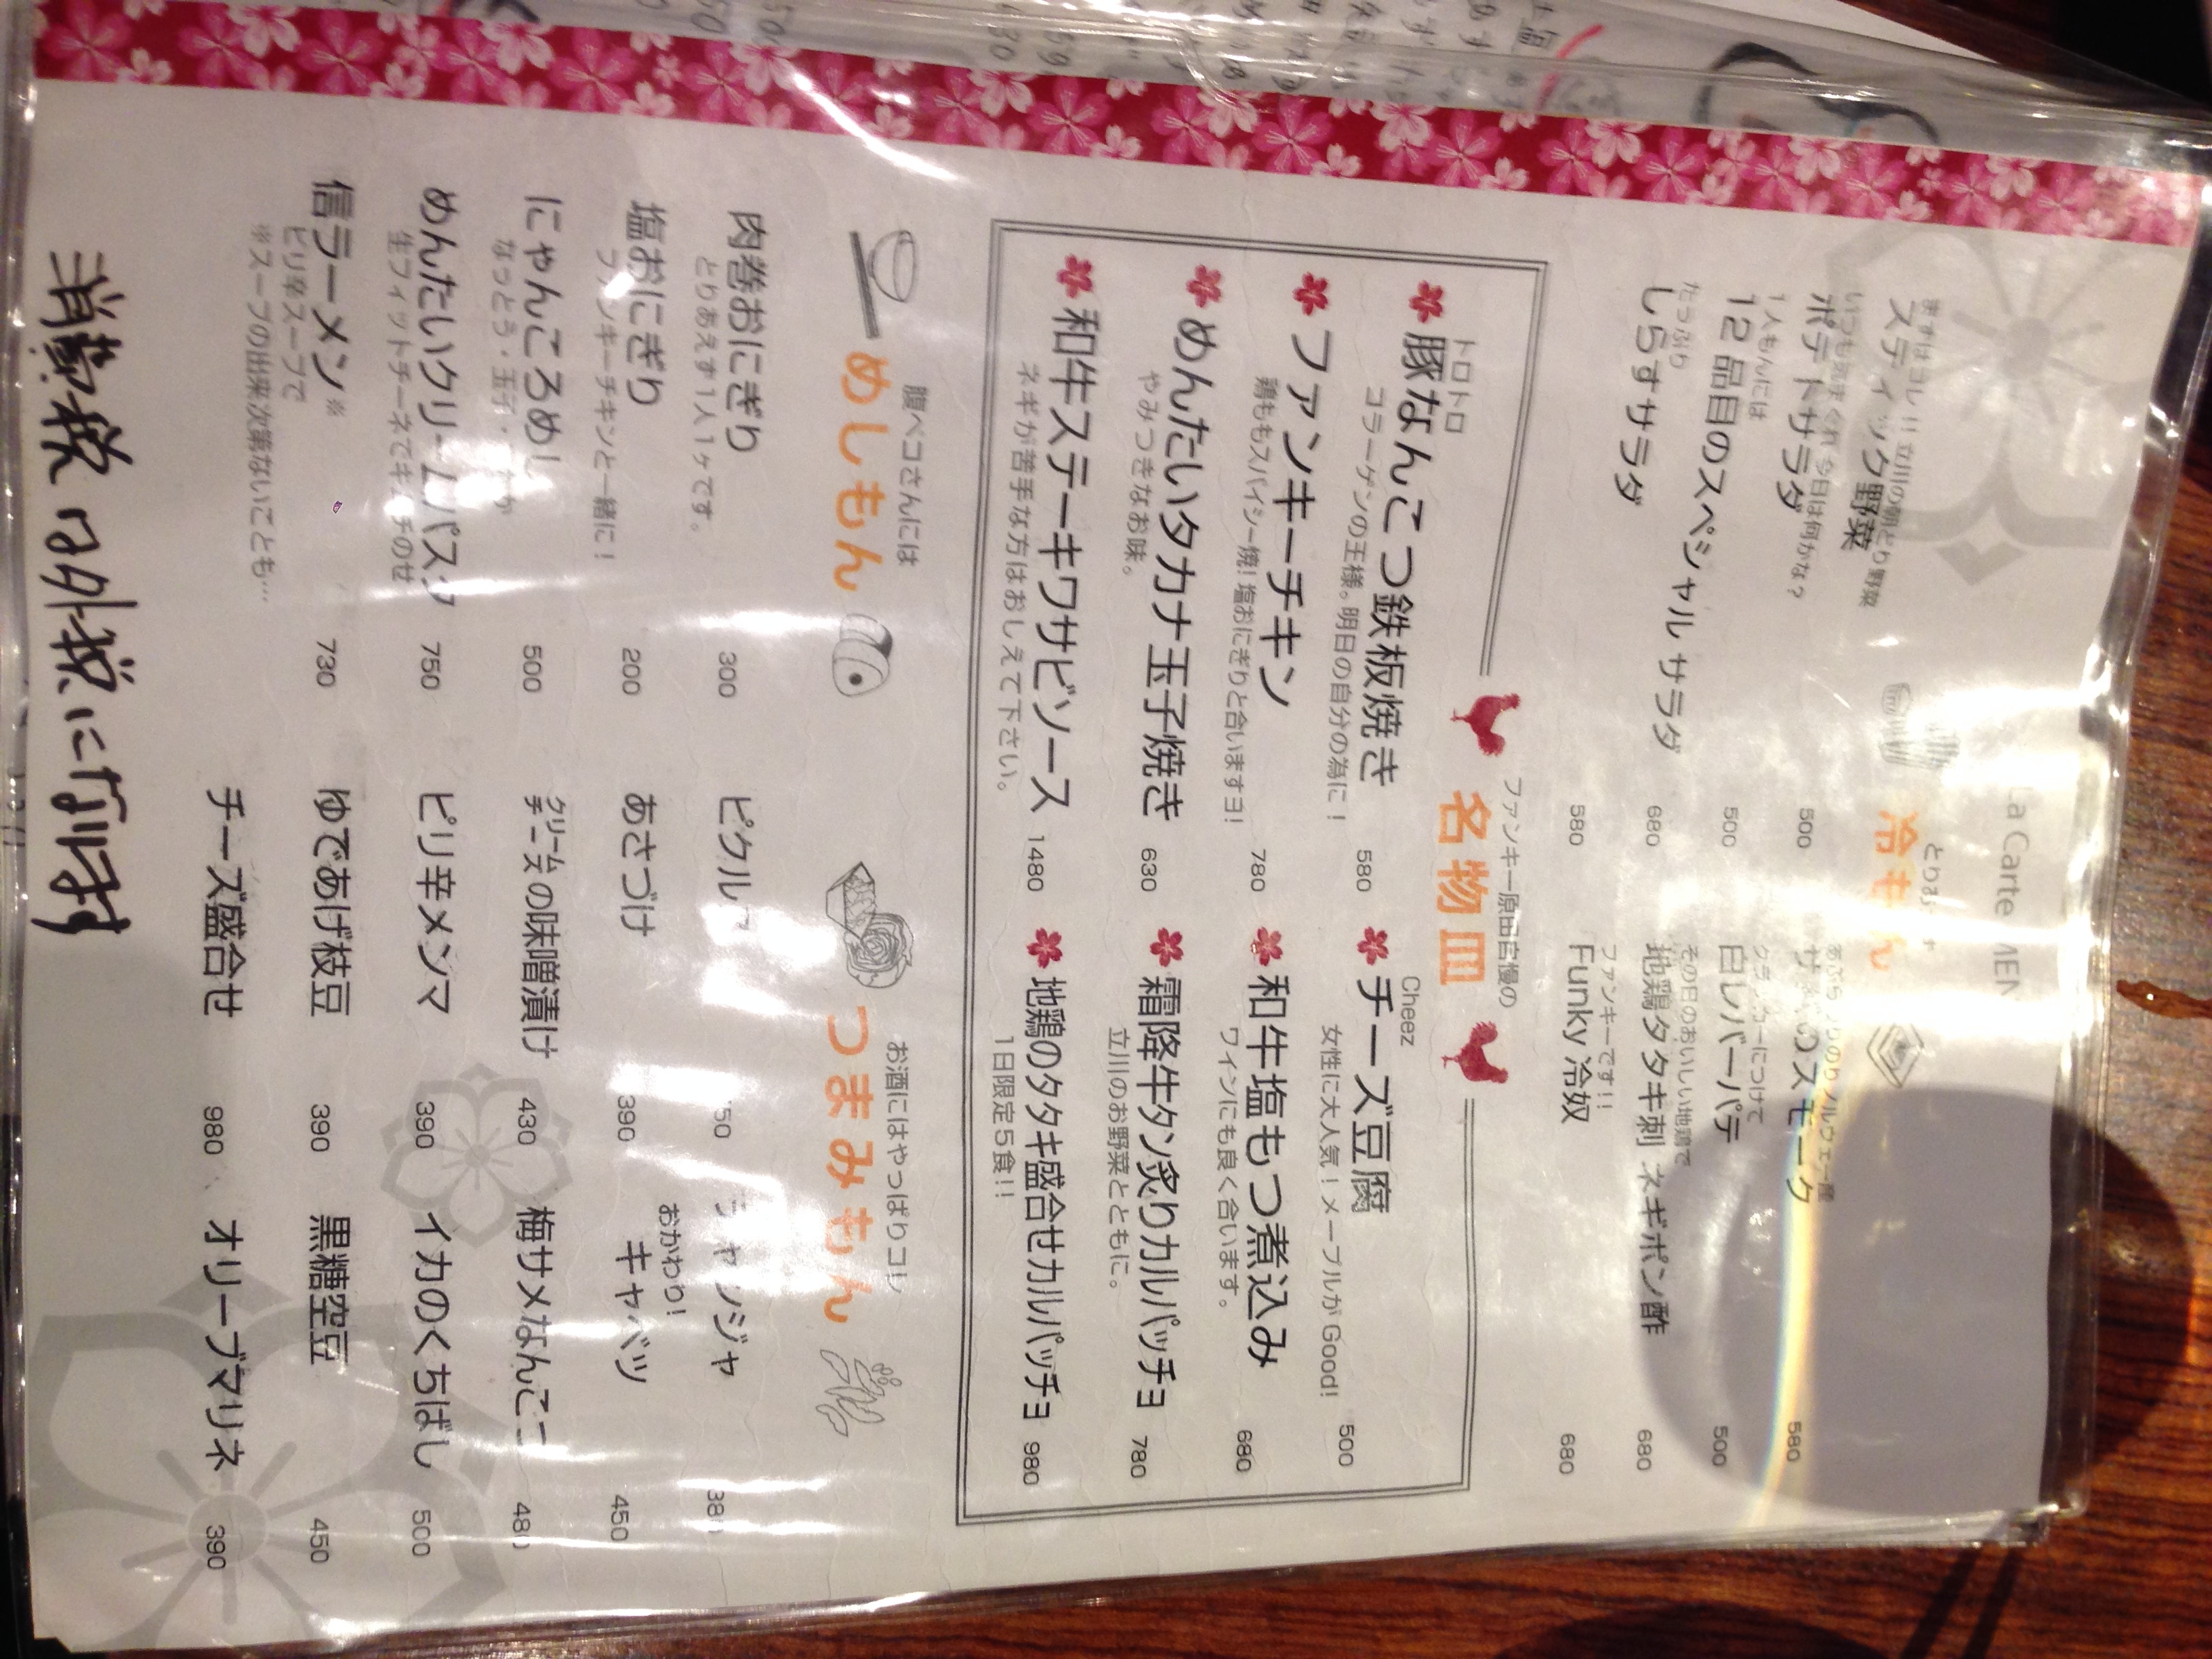 La Carte MEN
冷もん
まずはコレ!! 立川の朝どり野菜
スティック野菜 500
いつもきまぐれ 今日は何かな?
ポテトサラダ 500
1人もんには
12品目のスペシャル サラダ 680
たっぷり
しらすサラダ 580
ノルウェー産
のスモーク 580
クラッカーにつけて
白レバーパテ 500
その日のおいしい地鶏で
地鶏タタキ刺 ネギポン酢 680
ファンキーです!!
Funky 冷奴 680
ファンキー原田自慢の
名物皿
トロトロ
豚なんこつ鉄板焼き 580
コラーゲンの王様。明日の自分の為に!
ファンキーチキン 780
鶏ももスパイシー焼! 塩おにぎりと合いますヨ!
めんたいタカナ玉子焼き 630
やみつきなお味。
和牛ステーキワサビソース 1480
ネギが苦手な方はおしえて下さい。
Cheez
チーズ豆腐 500
女性に大人気!メープルが Good!
和牛塩もつ煮込み 680
ワインにも良く合います。
霜降牛タン炙りカルパッチョ 780
立川のお野菜とともに。
地鶏のタタキ盛合せカルパッチョ 980
1日限定5食!!
腹ペコさんには
めしもん
肉巻おにぎり 300
とりあえず1人1ヶです。
塩おにぎり 200
ファンキーチキンと一緒に!
にゃんころめし 500
なっとう・玉子・
めんたいクリームパスタ 750
生フィットチーネでキメチのせ
信ラーメン※ 730
ピリ辛スープで
※スープの出来次第ないことも…
お酒にはやっぱりコレ
つまみもん
ピクルス
あさづけ 390
クリームチーズの味噌漬け 430
ピリ辛メンマ 390
ゆであげ枝豆 390
チーズ盛合せ 980
チャンジャ 38
おかわり!
キャベツ 450
梅サメなんこつ 480
イカのくちばし 500
黒糖空豆 450
オリーブマリネ 390
消費税は外税になります